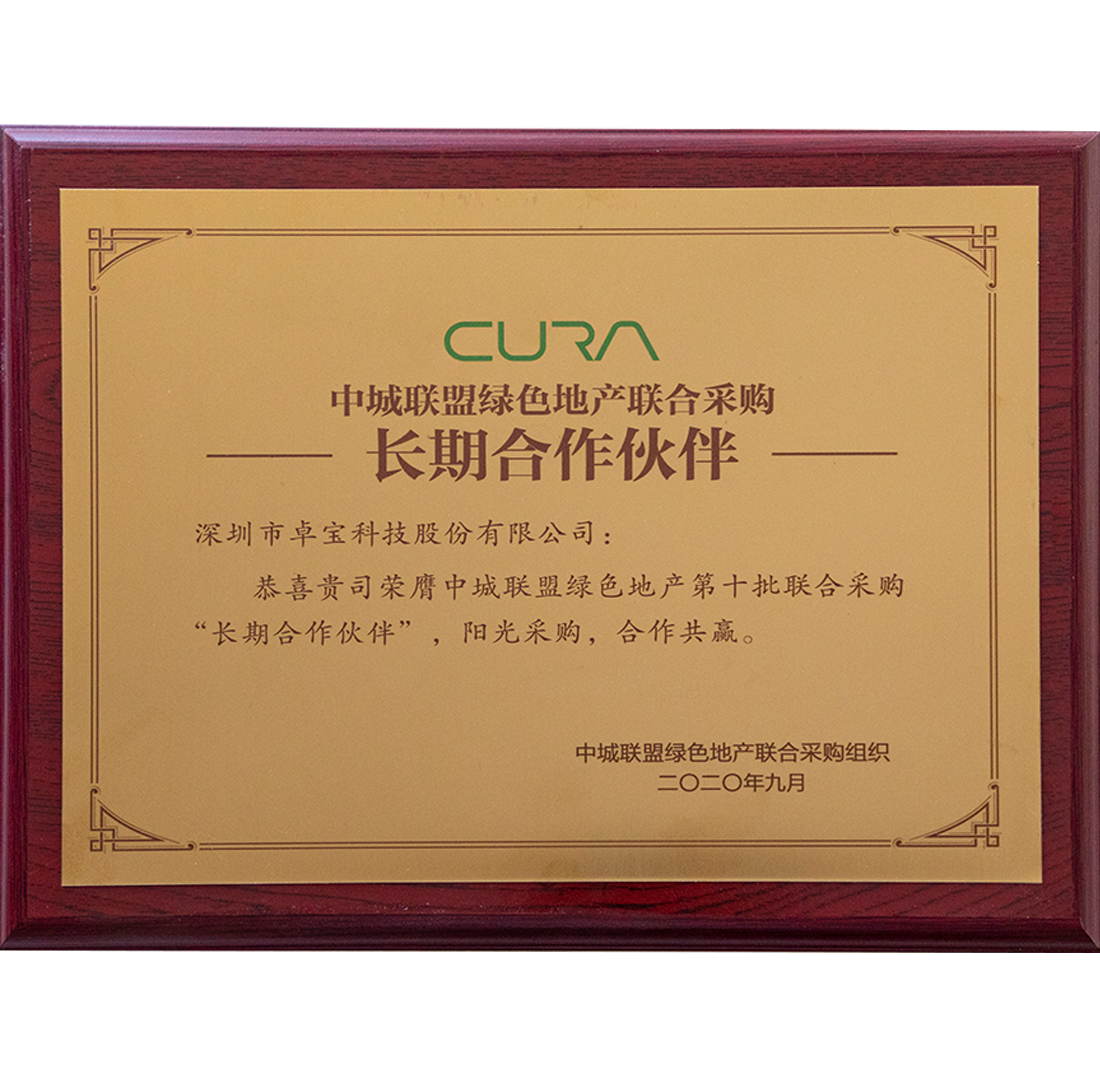 CURA
中城联盟绿色地产联合采购
长期合作伙伴
深圳市卓宝科技股份有限公司：
恭喜贵司荣膺中城联盟绿色地产第十批联合采购
“长期合作伙伴”，阳光采购，合作共赢。
中城联盟绿色地产联合采购组织
二〇二〇年九月